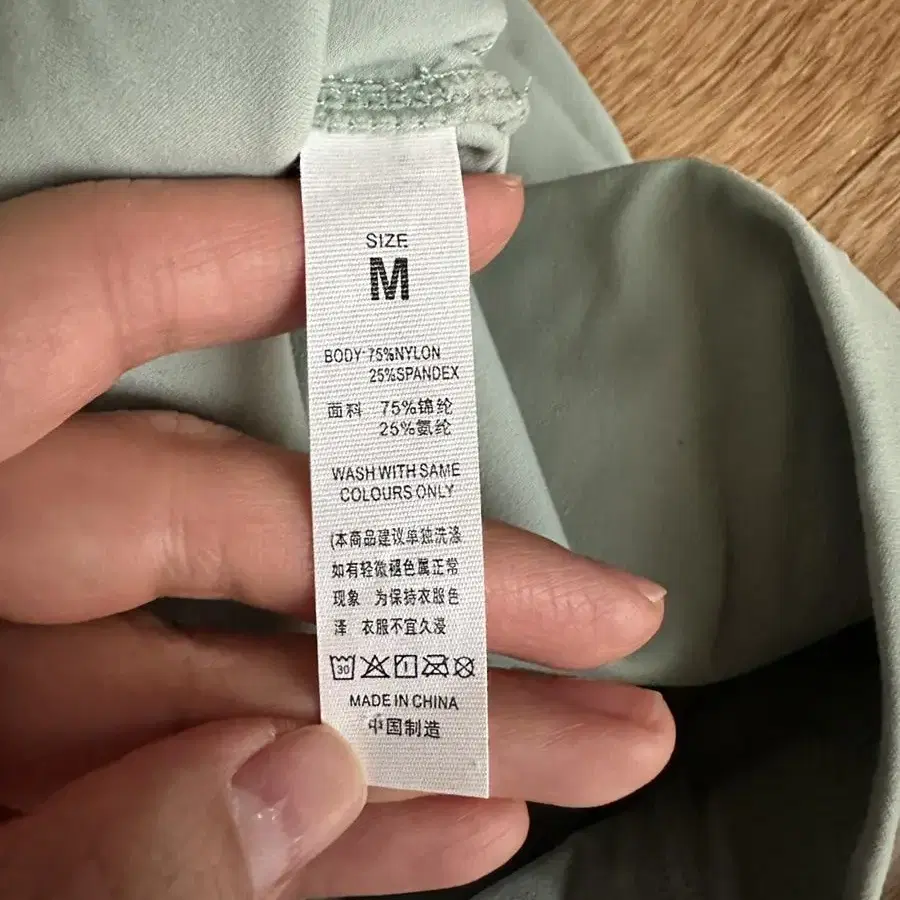 SIZE
M
BODY 75%NYLON
25%SPANDEX
面料 75%锦纶
25%氨纶
WASH WITH SAME
COLOURS ONLY
(本商品建议单独洗涤
如有轻微褪色属正常
现象 为保持衣服色
泽 衣服不宜久浸
30
MADE IN CHINA
中国制造